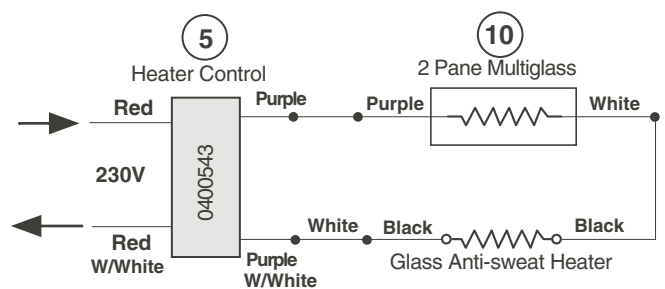 5
10
Heater Control
2 Pane Multiglass
Red
Purple
Purple
White
230V
0400543
Red
W/White
Purple
W/White
White
Black
Black
Glass Anti-sweat Heater